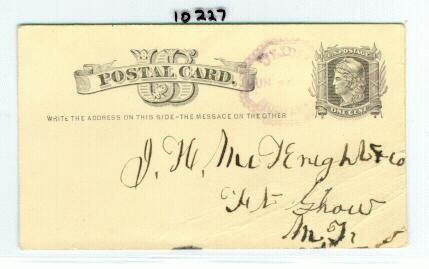 10227
U.S. POSTAGE
US
POSTAL CARD.
ONE CENT
WRITE THE ADDRESS ON THIS SIDE-THE MESSAGE ON THE OTHER
J. H. McKnight & Co
Ft Shaw
M. T.